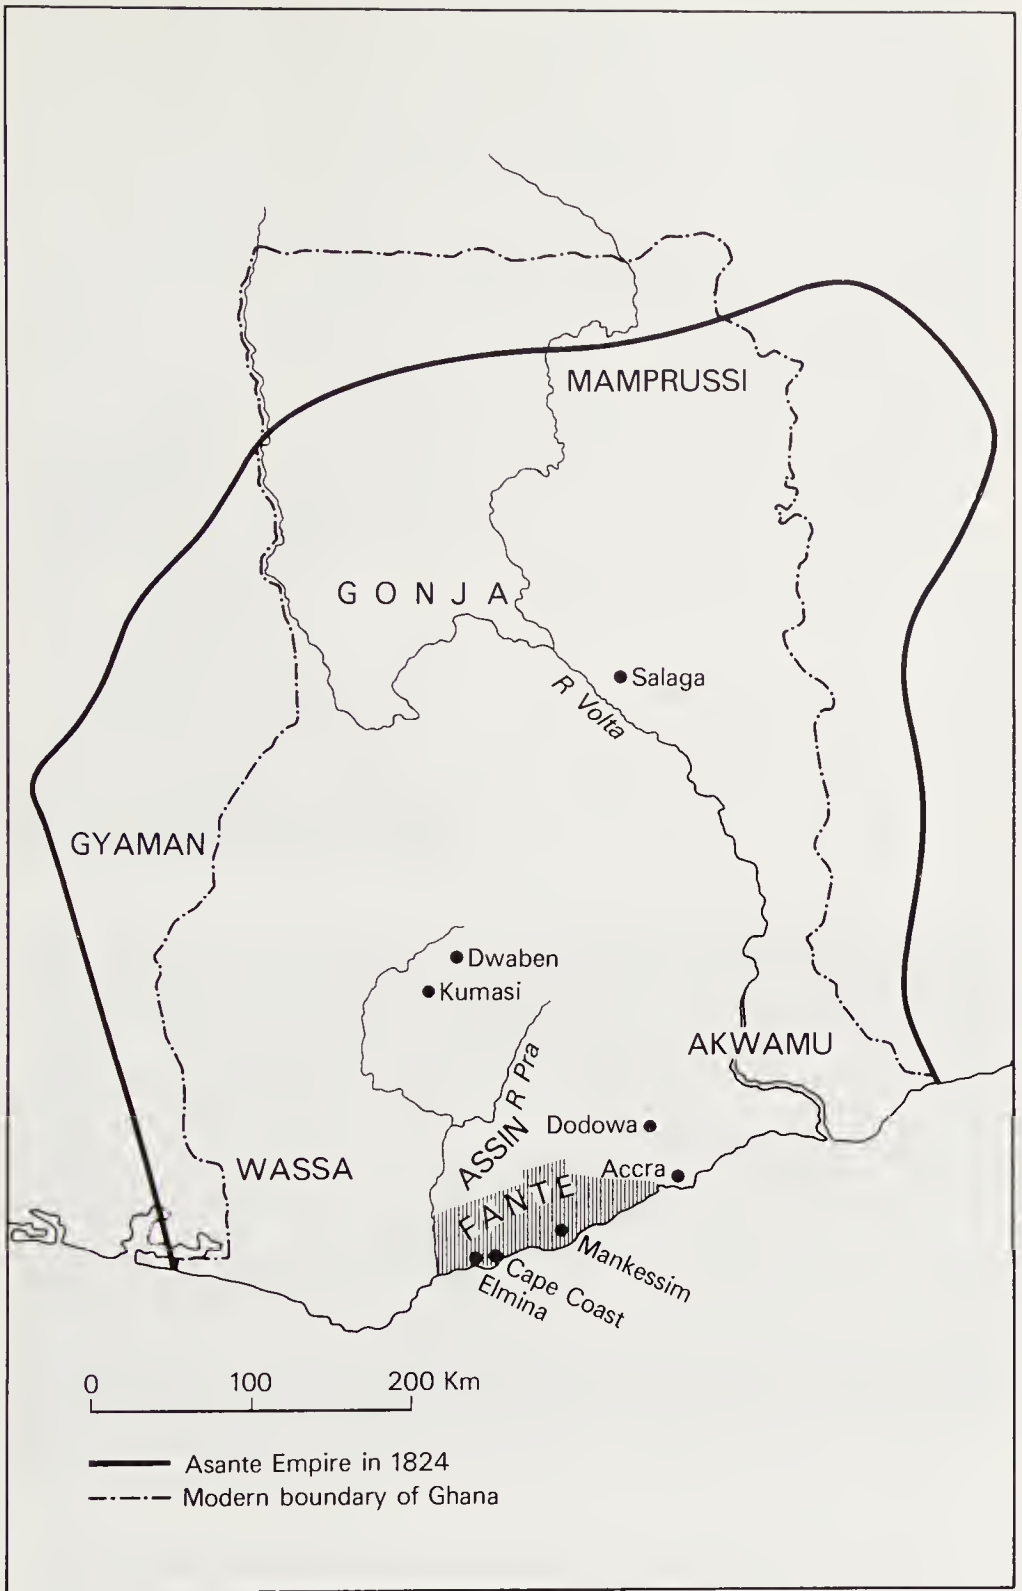 MAMPRUSSI
G O N J A
Salaga
R Volta
GYAMAN
Dwaben
Kumasi
AKWAMU
R Pra
Dodowa
ASSIN
WASSA
Accra
FANTE
Mankessim
Cape Coast
Elmina
0 100 200 Km
Asante Empire in 1824
Modern boundary of Ghana